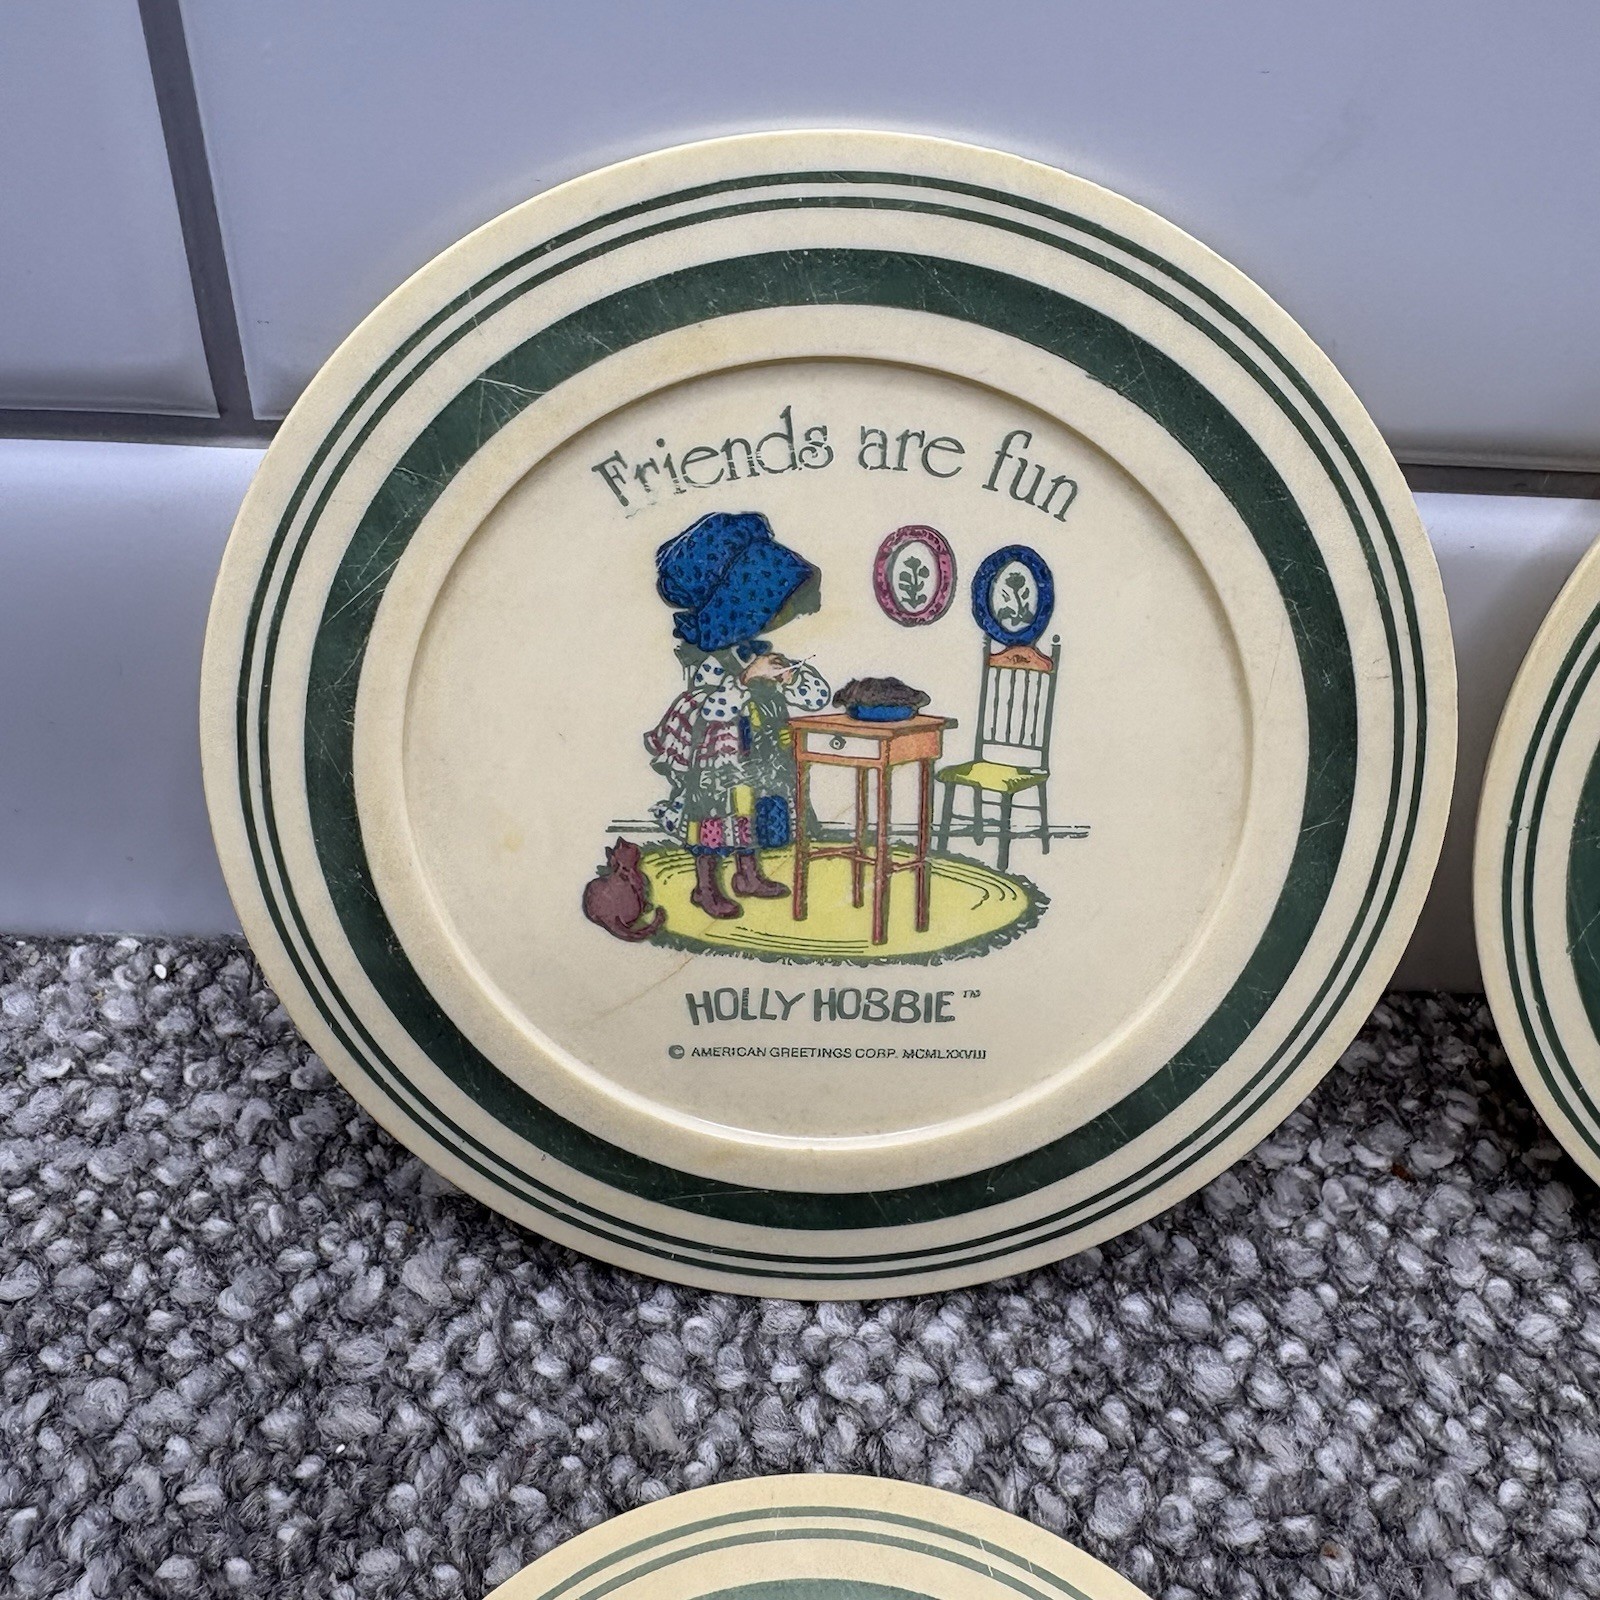 Friends are fun
HOLLY HOBBIE™
© AMERICAN GREETINGS CORP. MCMLXXVIII